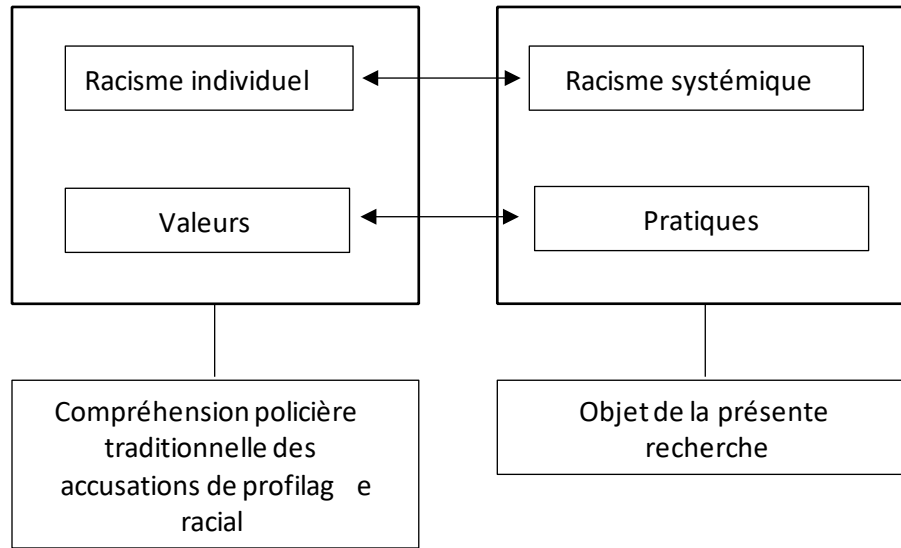 Racisme individuel
Racisme systémique
Valeurs
Pratiques
Compréhension policière
traditionnelle des
accusations de profilag e
racial
Objet de la présente
recherche